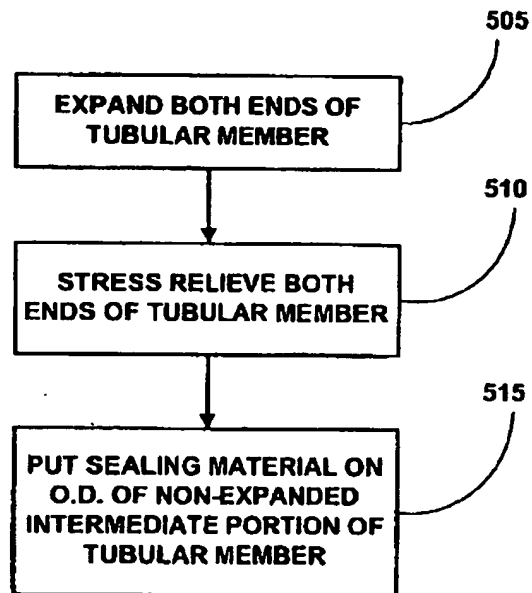 505
EXPAND BOTH ENDS OF
TUBULAR MEMBER
510
STRESS RELIEVE BOTH
ENDS OF TUBULAR MEMBER
515
PUT SEALING MATERIAL ON
O.D. OF NON-EXPANDED
INTERMEDIATE PORTION OF
TUBULAR MEMBER